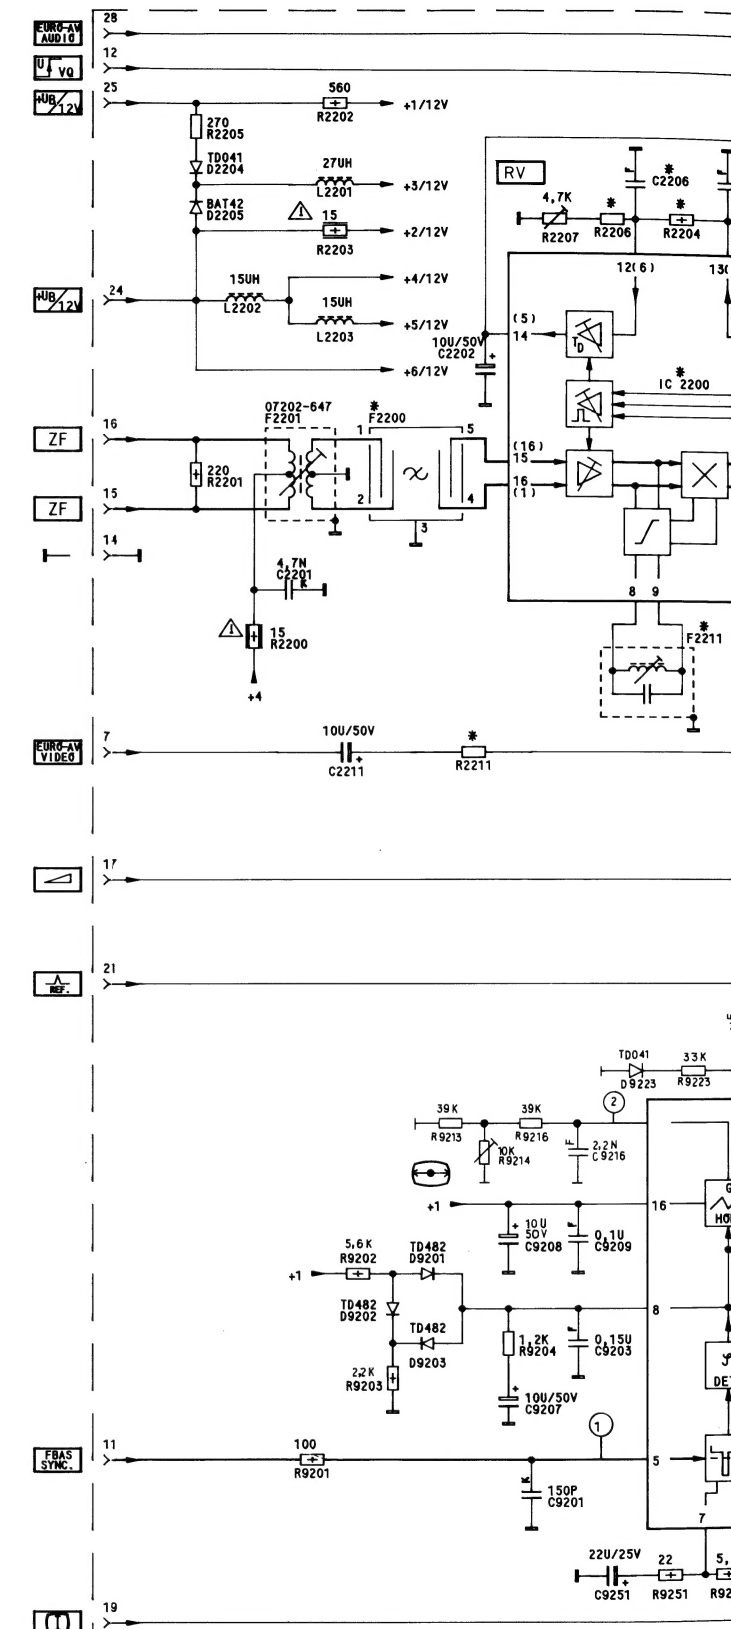 EURO-AV
AUDIO
28
U VQ
12
+UB/12V
25
560
R2202
+1/12V
270
R2205
TD041
D2204
27UH
L2201
+3/12V
BAT42
D2205
15
R2203
+2/12V
RV
4,7K
R2207
*
R2206
*
C2206
*
R2204
F
+UB/12V
24
15UH
L2202
+4/12V
15UH
L2203
+5/12V
+6/12V
10U/50V
C2202
+
12(6)
13(
(5)
14
TD
*
IC 2200
ZF
16
07202-647
F2201
*
F2200
1
5
220
R2201
(16)
15
16
(1)
ZF
15
2
4
3
14
4,7N
C2201
K
8 9
15
R2200
+4
*
F2211
EURO-AV
VIDEO
7
10U/50V
+
C2211
*
R2211
17
REF.
21
TD041
D9223
33K
R9223
39K
R9213
10K
R9214
39K
R9216
2
F
2,2N
C9216
+1
16
+
10U
50V
C9208
F
0,1U
C9209
5,6K
R9202
+1
TD482
D9201
TD482
D9202
TD482
D9203
2,2K
R9203
8
1,2K
R9204
F
0,15U
C9203
+
10U/50V
C9207
FBAS
SYNC.
11
100
R9201
1
5
K
150P
C9201
7
22U/25V
+
C9251
22
R9251
5,
R92
19